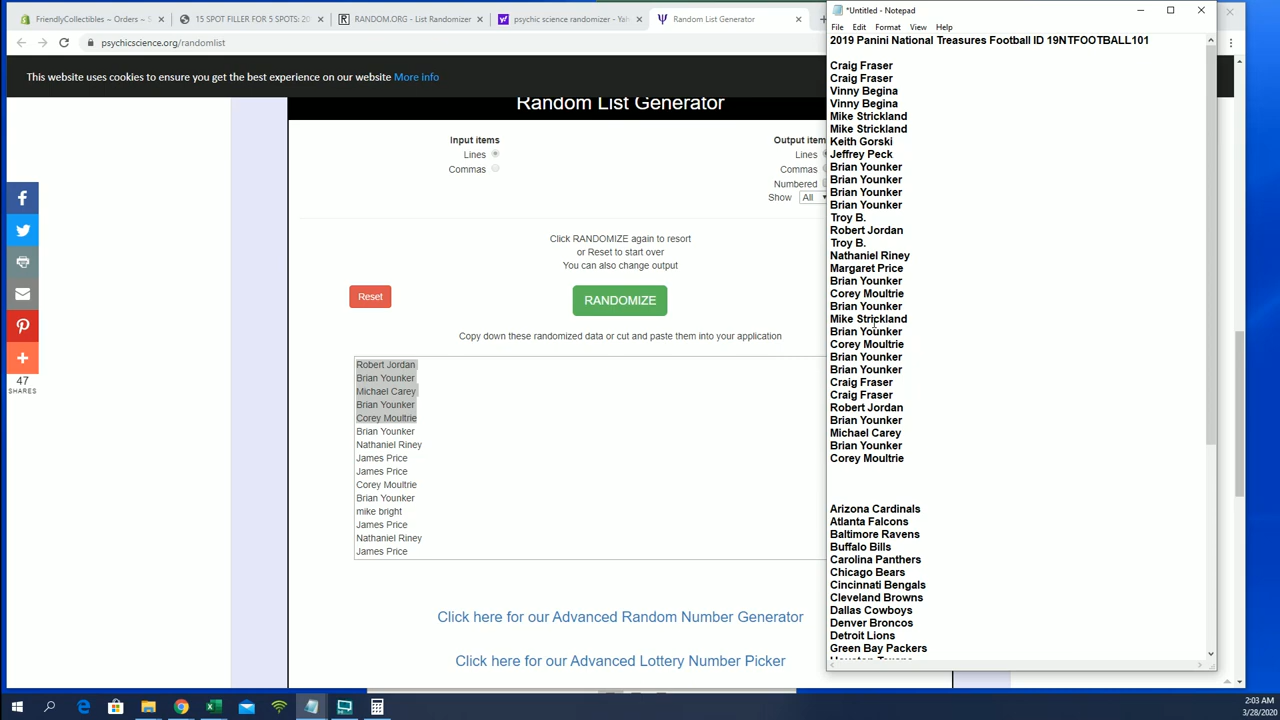 FriendlyCollectibles ~ Orders ~ S
15 SPOT FILLER FOR 5 SPOTS: 20
RANDOM.ORG - List Randomizer
psychic science randomizer - Yah
Random List Generator
psychicscience.org/randomlist
This website uses cookies to ensure you get the best experience on our website More info
Random List Generator
Input items
Lines
Commas
Output item
Lines
Commas
Numbered
Show All
Click RANDOMIZE again to resort
or Reset to start over
You can also change output
Reset
RANDOMIZE
Copy down these randomized data or cut and paste them into your application
Robert Jordan
Brian Younker
Michael Carey
Brian Younker
Corey Moultrie
Brian Younker
Nathaniel Riney
James Price
James Price
Corey Moultrie
Brian Younker
mike bright
James Price
Nathaniel Riney
James Price
Click here for our Advanced Random Number Generator
Click here for our Advanced Lottery Number Picker
47
SHARES
*Untitled - Notepad
File Edit Format View Help
2019 Panini National Treasures Football ID 19NTFOOTBALL101
Craig Fraser
Craig Fraser
Vinny Begina
Vinny Begina
Mike Strickland
Mike Strickland
Keith Gorski
Jeffrey Peck
Brian Younker
Brian Younker
Brian Younker
Brian Younker
Troy B.
Robert Jordan
Troy B.
Nathaniel Riney
Margaret Price
Brian Younker
Corey Moultrie
Brian Younker
Mike Strickland
Brian Younker
Corey Moultrie
Brian Younker
Brian Younker
Craig Fraser
Craig Fraser
Robert Jordan
Brian Younker
Michael Carey
Brian Younker
Corey Moultrie
Arizona Cardinals
Atlanta Falcons
Baltimore Ravens
Buffalo Bills
Carolina Panthers
Chicago Bears
Cincinnati Bengals
Cleveland Browns
Dallas Cowboys
Denver Broncos
Detroit Lions
Green Bay Packers
Houston Texans
2:03 AM
3/28/2020